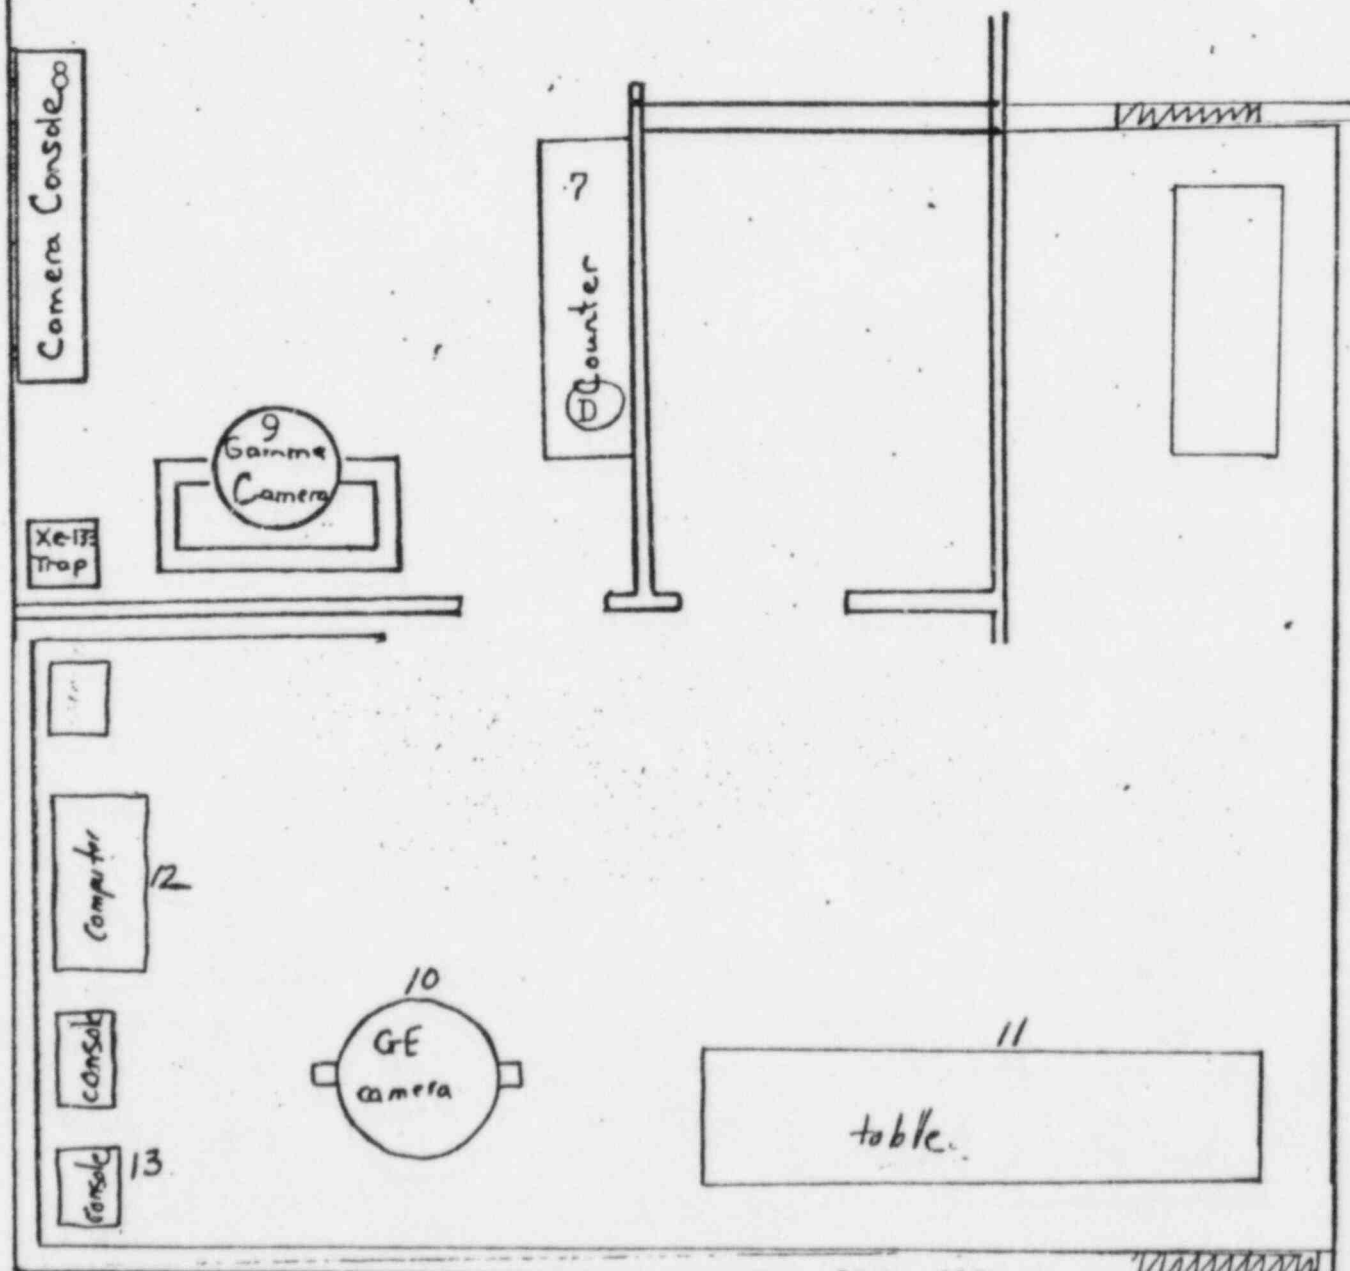 Camera Console 8
7
Counter
D
9
Gamma
Camera
Xe-133
Trap
Computer
12
10
GE
camera
console
11
table.
console
13